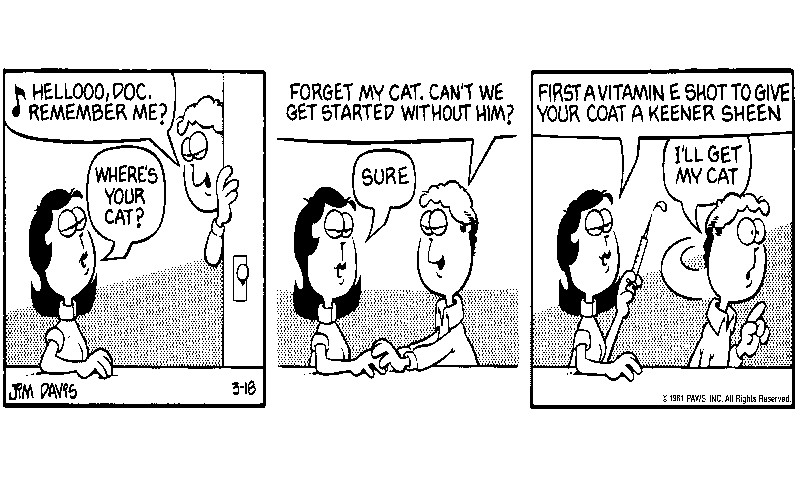 ♪ HELLOOO, DOC.
REMEMBER ME?
WHERE'S
YOUR
CAT?
JIM DAVIS
3-18
FORGET MY CAT. CAN'T WE
GET STARTED WITHOUT HIM?
SURE
FIRST A VITAMIN E SHOT TO GIVE
YOUR COAT A KEENER SHEEN
I'LL GET
MY CAT
© 1981 PAWS INC. All Rights Reserved.